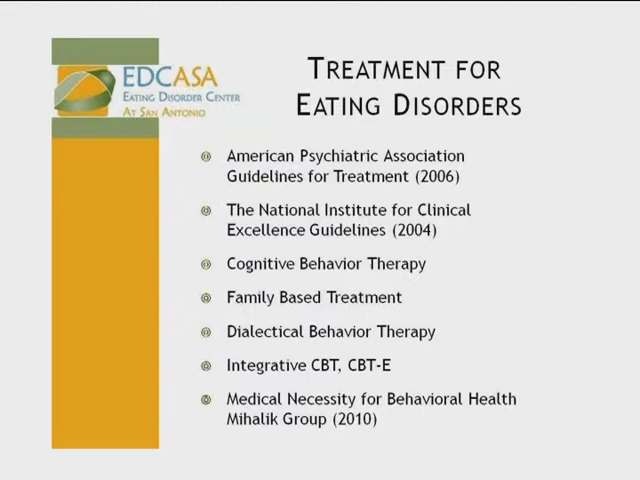 EDCASA
EATING DISORDER CENTER
AT SAN ANTONIO
TREATMENT FOR
EATING DISORDERS
American Psychiatric Association
Guidelines for Treatment (2006)
The National Institute for Clinical
Excellence Guidelines (2004)
Cognitive Behavior Therapy
Family Based Treatment
Dialectical Behavior Therapy
Integrative CBT, CBT-E
Medical Necessity for Behavioral Health
Mihalik Group (2010)